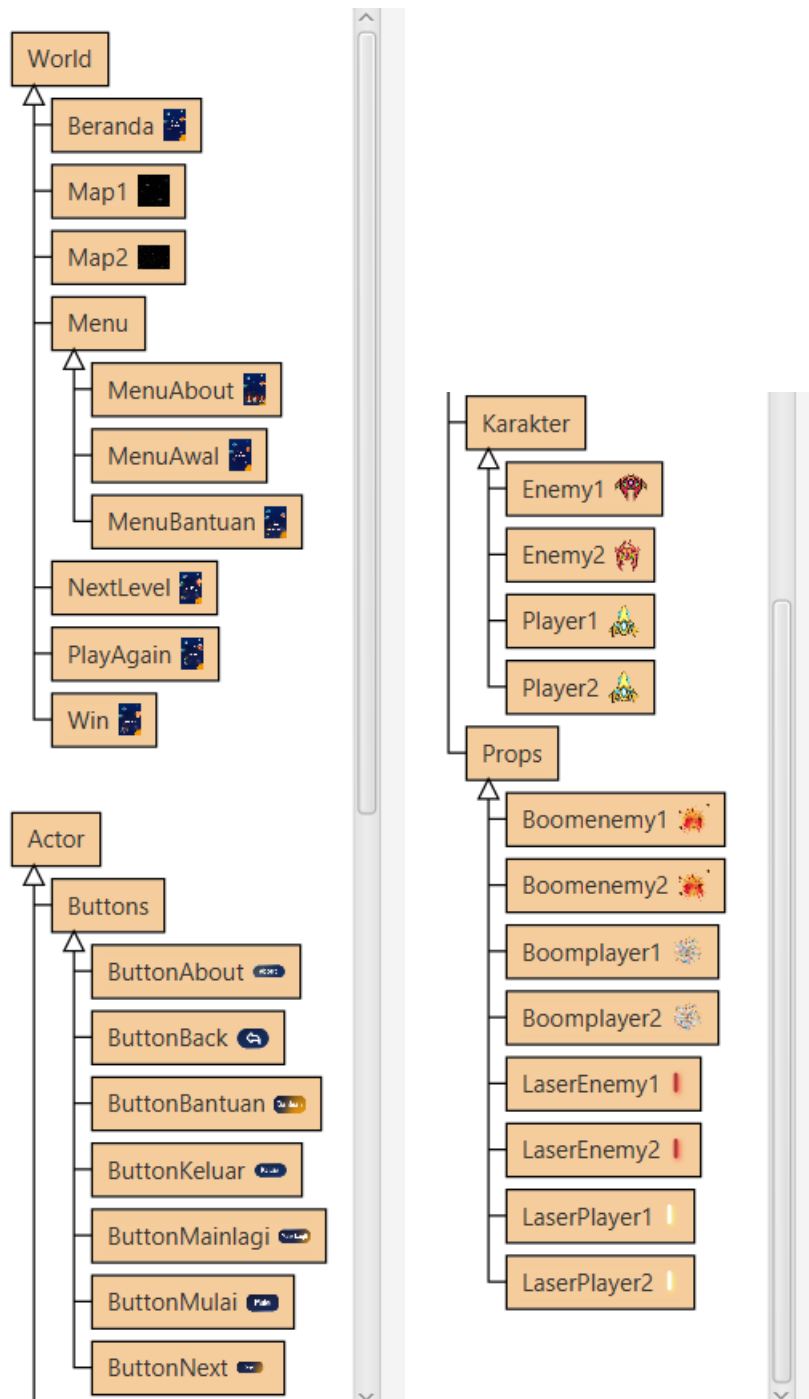 World
Beranda
Map1
Map2
Menu
MenuAbout
MenuAwal
MenuBantuan
NextLevel
PlayAgain
Win
Actor
Buttons
ButtonAbout
ButtonBack
ButtonBantuan
ButtonKeluar
ButtonMainlagi
ButtonMulai
ButtonNext
Karakter
Enemy1
Enemy2
Player1
Player2
Props
Boomenemy1
Boomenemy2
Boomplayer1
Boomplayer2
LaserEnemy1
LaserEnemy2
LaserPlayer1
LaserPlayer2